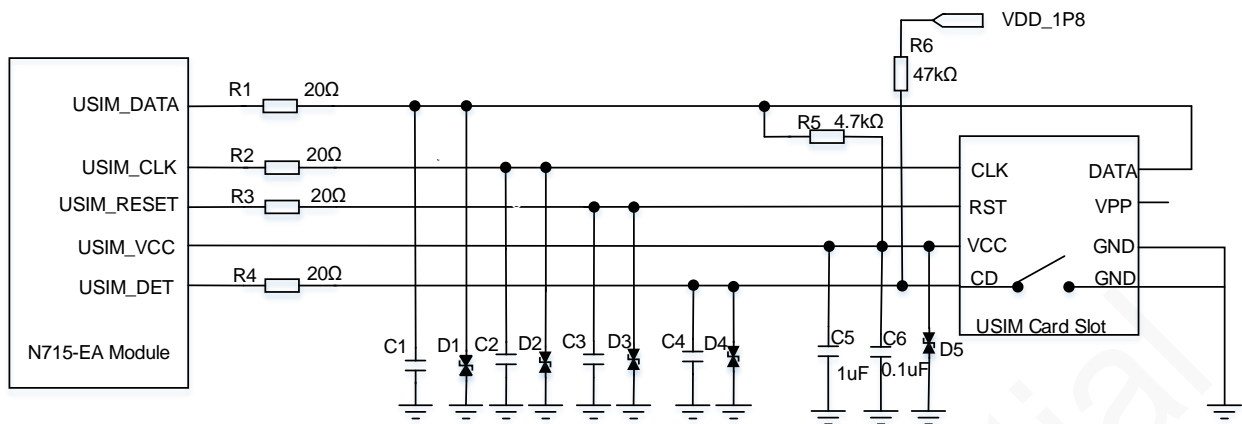 VDD_1P8
R6
47kΩ
R1 20Ω
USIM_DATA
R5 4.7kΩ
R2 20Ω
USIM_CLK
CLK DATA
R3 20Ω
USIM_RESET
RST VPP
USIM_VCC
VCC GND
R4 20Ω
USIM_DET
CD GND
USIM Card Slot
N715-EA Module
C1 D1 C2 D2 C3 D3 C4 D4 C5 C6 D5
1uF 0.1uF